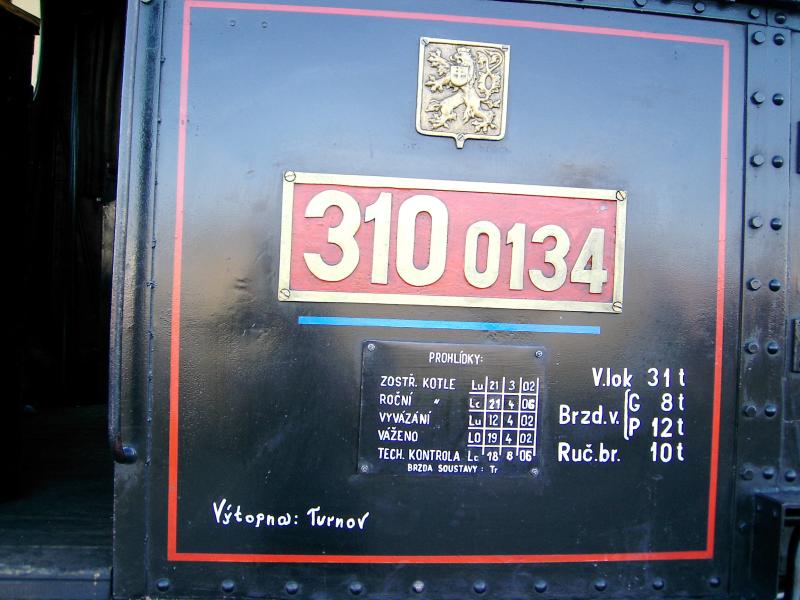 310 0134
PROHLÍDKY:
ZOSTŘ. KOTLE Lu 21 3 02
ROČNÍ " Lc 21 4 06
VYVÁZÁNÍ Lu 12 4 02
VÁŽENO LO 19 4 02
TECH. KONTROLA Lc 18 8 06
BRZDA SOUSTAVY: Tr
V.lok 31 t
Brzd.v. G 8 t
P 12 t
Ruč.br. 10 t
Výtopna: Turnov